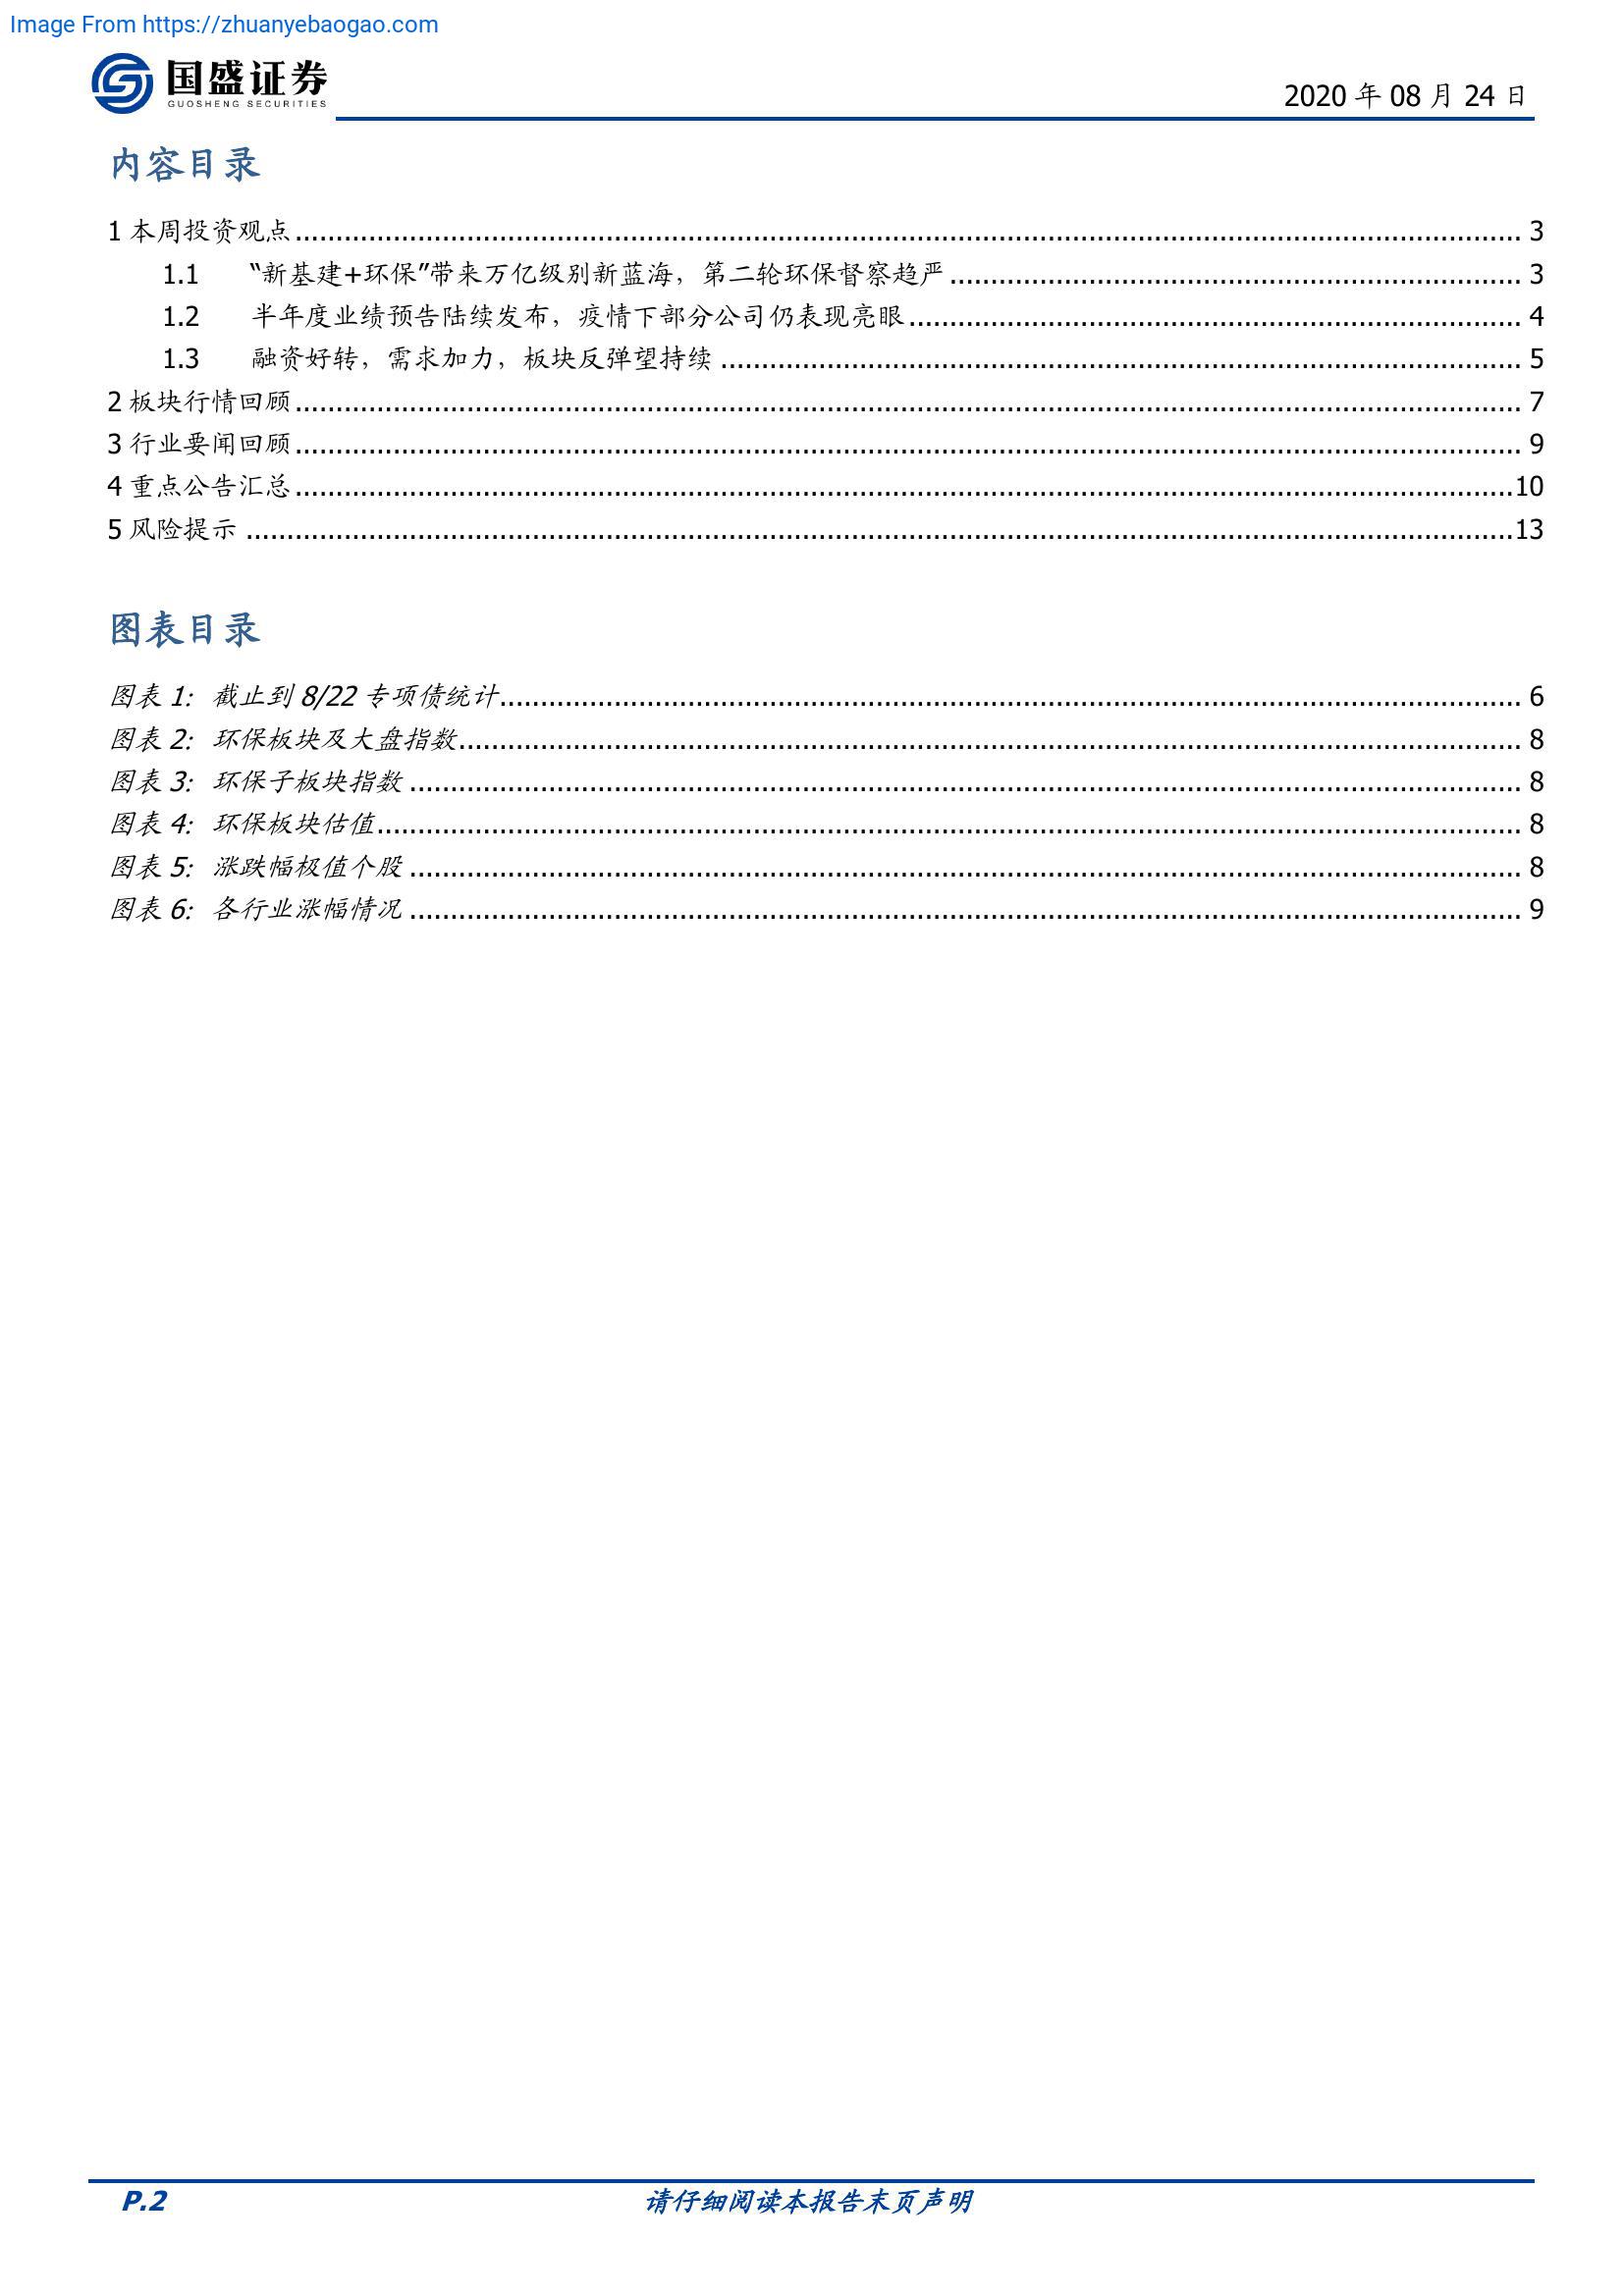 Image From https://zhuanyebaogao.com
国盛证券
GUOSHENG SECURITIES
2020 年 08 月 24 日
内容目录
1 本周投资观点........................................................................ 3
1.1 “新基建+环保”带来万亿级别新蓝海，第二轮环保督察趋严........................................ 3
1.2 半年度业绩预告陆续发布，疫情下部分公司仍表现亮眼........................................ 4
1.3 融资好转，需求加力，板块反弹望持续........................................ 5
2 板块行情回顾........................................................................ 7
3 行业要闻回顾........................................................................ 9
4 重点公告汇总........................................................................10
5 风险提示........................................................................13
图表目录
图表 1: 截止到 8/22 专项债统计........................................................................ 6
图表 2: 环保板块及大盘指数........................................................................ 8
图表 3: 环保子板块指数........................................................................ 8
图表 4: 环保板块估值........................................................................ 8
图表 5: 涨跌幅极值个股........................................................................ 8
图表 6: 各行业涨幅情况........................................................................ 9
P.2
请仔细阅读本报告末页声明